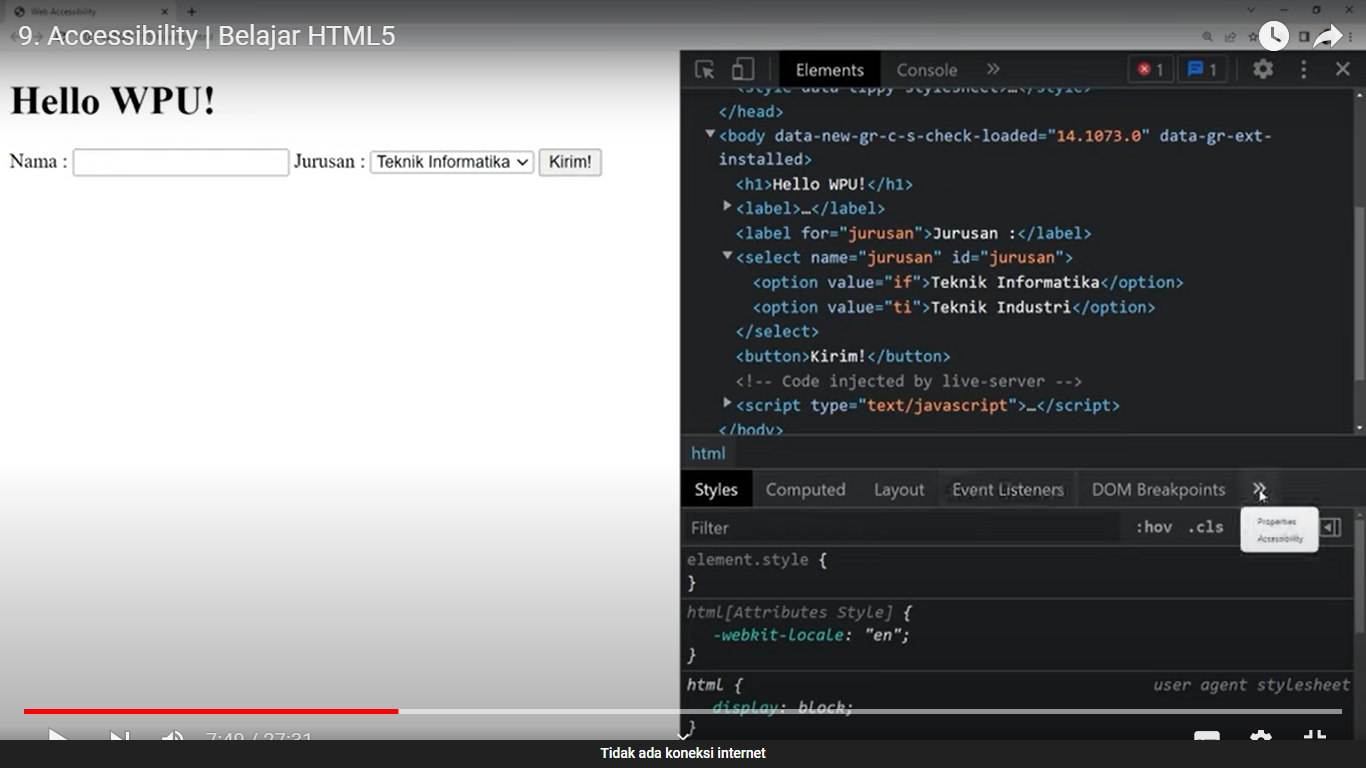 Web Accessibility
9. Accessibility | Belajar HTML5
Hello WPU!
Nama : Jurusan : Teknik Informatika Kirim!
Elements Console » 1 1
<style data-tippy-stylesheet>…</style>
</head>
<body data-new-gr-c-s-check-loaded="14.1073.0" data-gr-ext-
installed>
<h1>Hello WPU!</h1>
<label>…</label>
<label for="jurusan">Jurusan :</label>
<select name="jurusan" id="jurusan">
<option value="if">Teknik Informatika</option>
<option value="ti">Teknik Industri</option>
</select>
<button>Kirim!</button>
<!-- Code injected by live-server -->
<script type="text/javascript">…</script>
</body>
html
Styles Computed Layout Event Listeners DOM Breakpoints »
Properties
Accessibility
Filter :hov .cls
element.style {
}
html[Attributes Style] {
-webkit-locale: "en";
}
html { user agent stylesheet
display: block;
}
7:49 / 27:31
Tidak ada koneksi internet